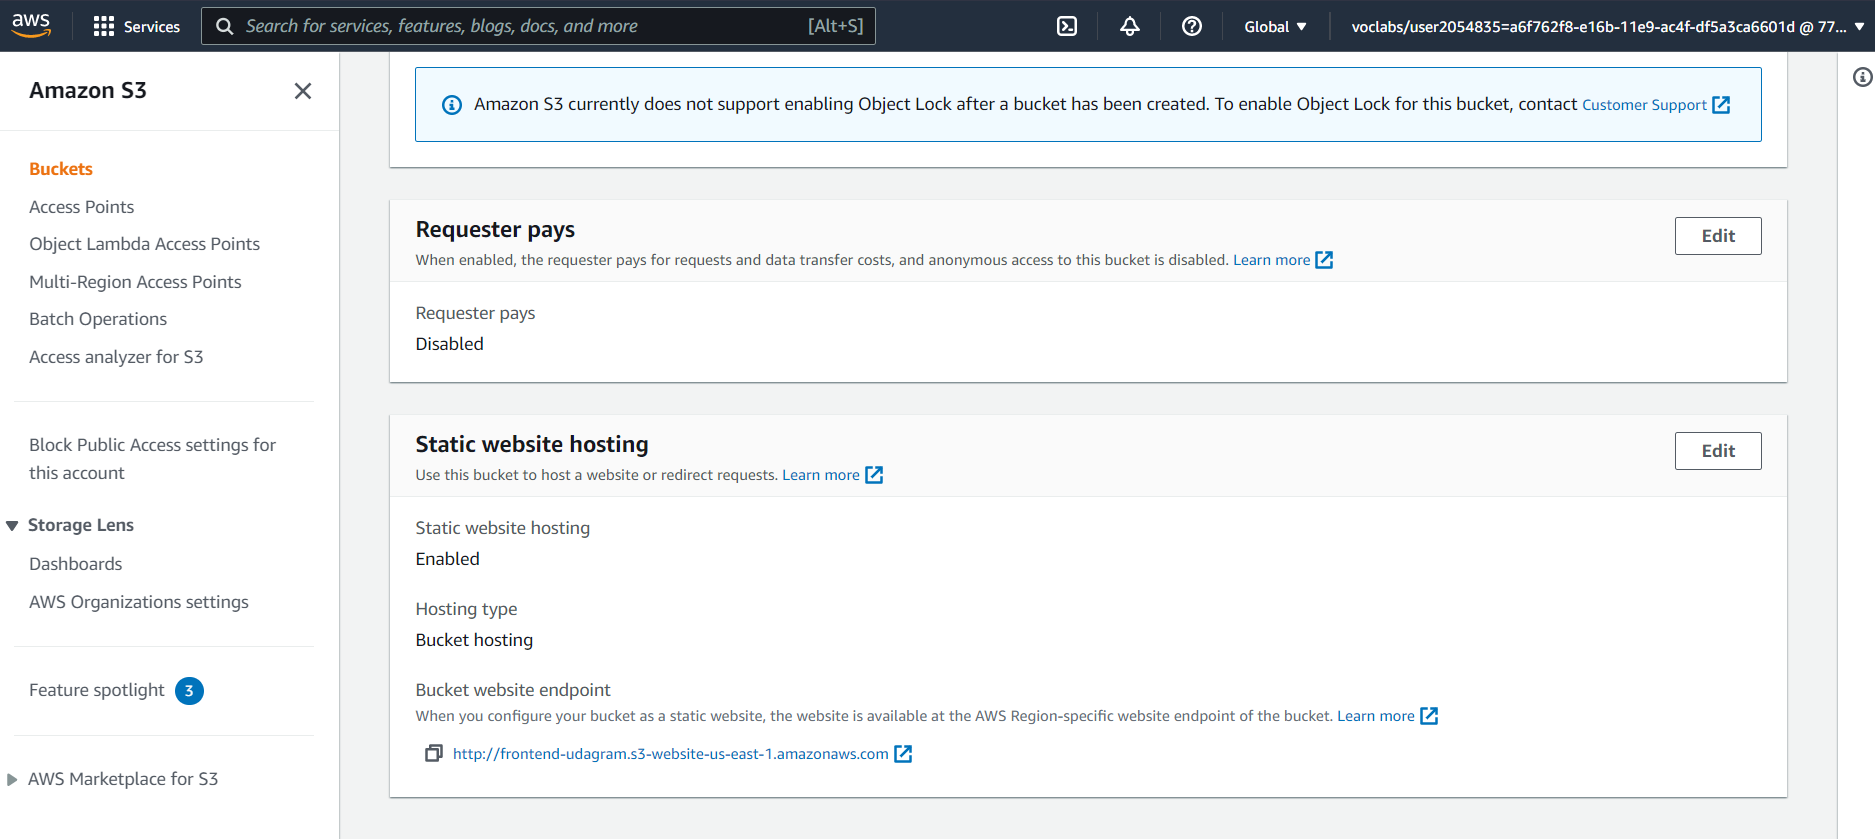 aws
Services
Search for services, features, blogs, docs, and more
[Alt+S]
Global
voclabs/user2054835=a6f762f8-e16b-11e9-ac4f-df5a3ca6601d @ 77...
Amazon S3
Buckets
Access Points
Object Lambda Access Points
Multi-Region Access Points
Batch Operations
Access analyzer for S3
Block Public Access settings for
this account
Storage Lens
Dashboards
AWS Organizations settings
Feature spotlight 3
AWS Marketplace for S3
Amazon S3 currently does not support enabling Object Lock after a bucket has been created. To enable Object Lock for this bucket, contact Customer Support
Requester pays
Edit
When enabled, the requester pays for requests and data transfer costs, and anonymous access to this bucket is disabled. Learn more
Requester pays
Disabled
Static website hosting
Edit
Use this bucket to host a website or redirect requests. Learn more
Static website hosting
Enabled
Hosting type
Bucket hosting
Bucket website endpoint
When you configure your bucket as a static website, the website is available at the AWS Region-specific website endpoint of the bucket. Learn more
http://frontend-udagram.s3-website-us-east-1.amazonaws.com